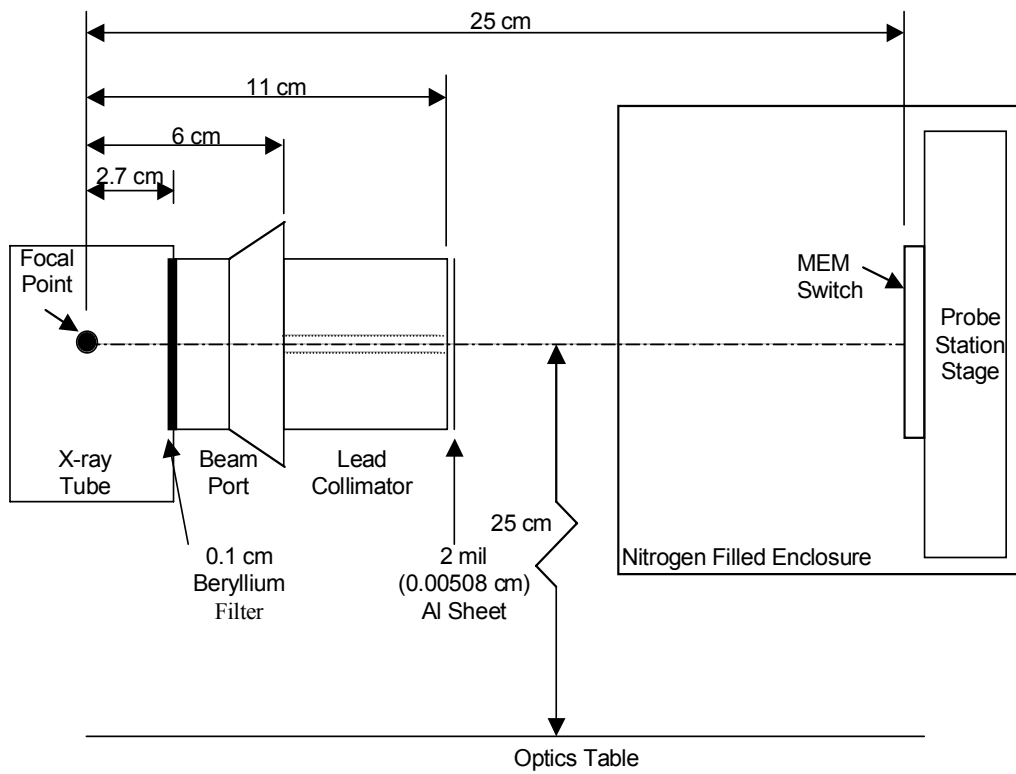 25 cm
11 cm
6 cm
2.7 cm
Focal
Point
MEM
Switch
Probe
Station
Stage
X-ray
Tube
Beam
Port
Lead
Collimator
25 cm
0.1 cm
Beryllium
Filter
2 mil
(0.00508 cm)
Al Sheet
Nitrogen Filled Enclosure
Optics Table